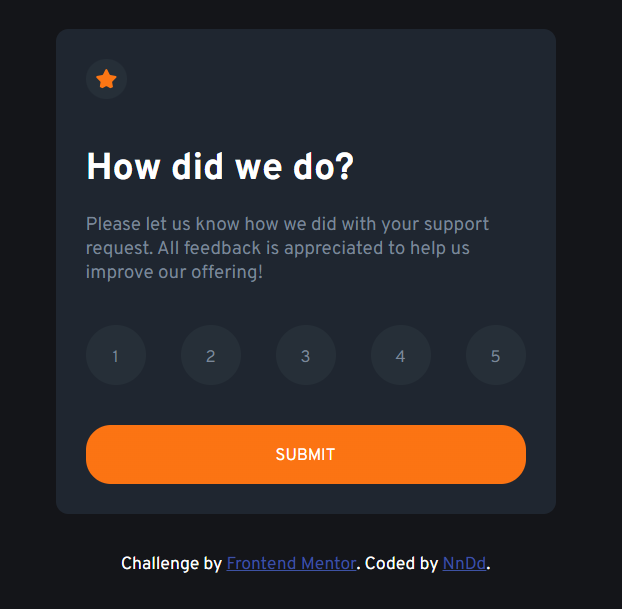 How did we do?
Please let us know how we did with your support
request. All feedback is appreciated to help us
improve our offering!
1 2 3 4 5
SUBMIT
Challenge by Frontend Mentor. Coded by NnDd.